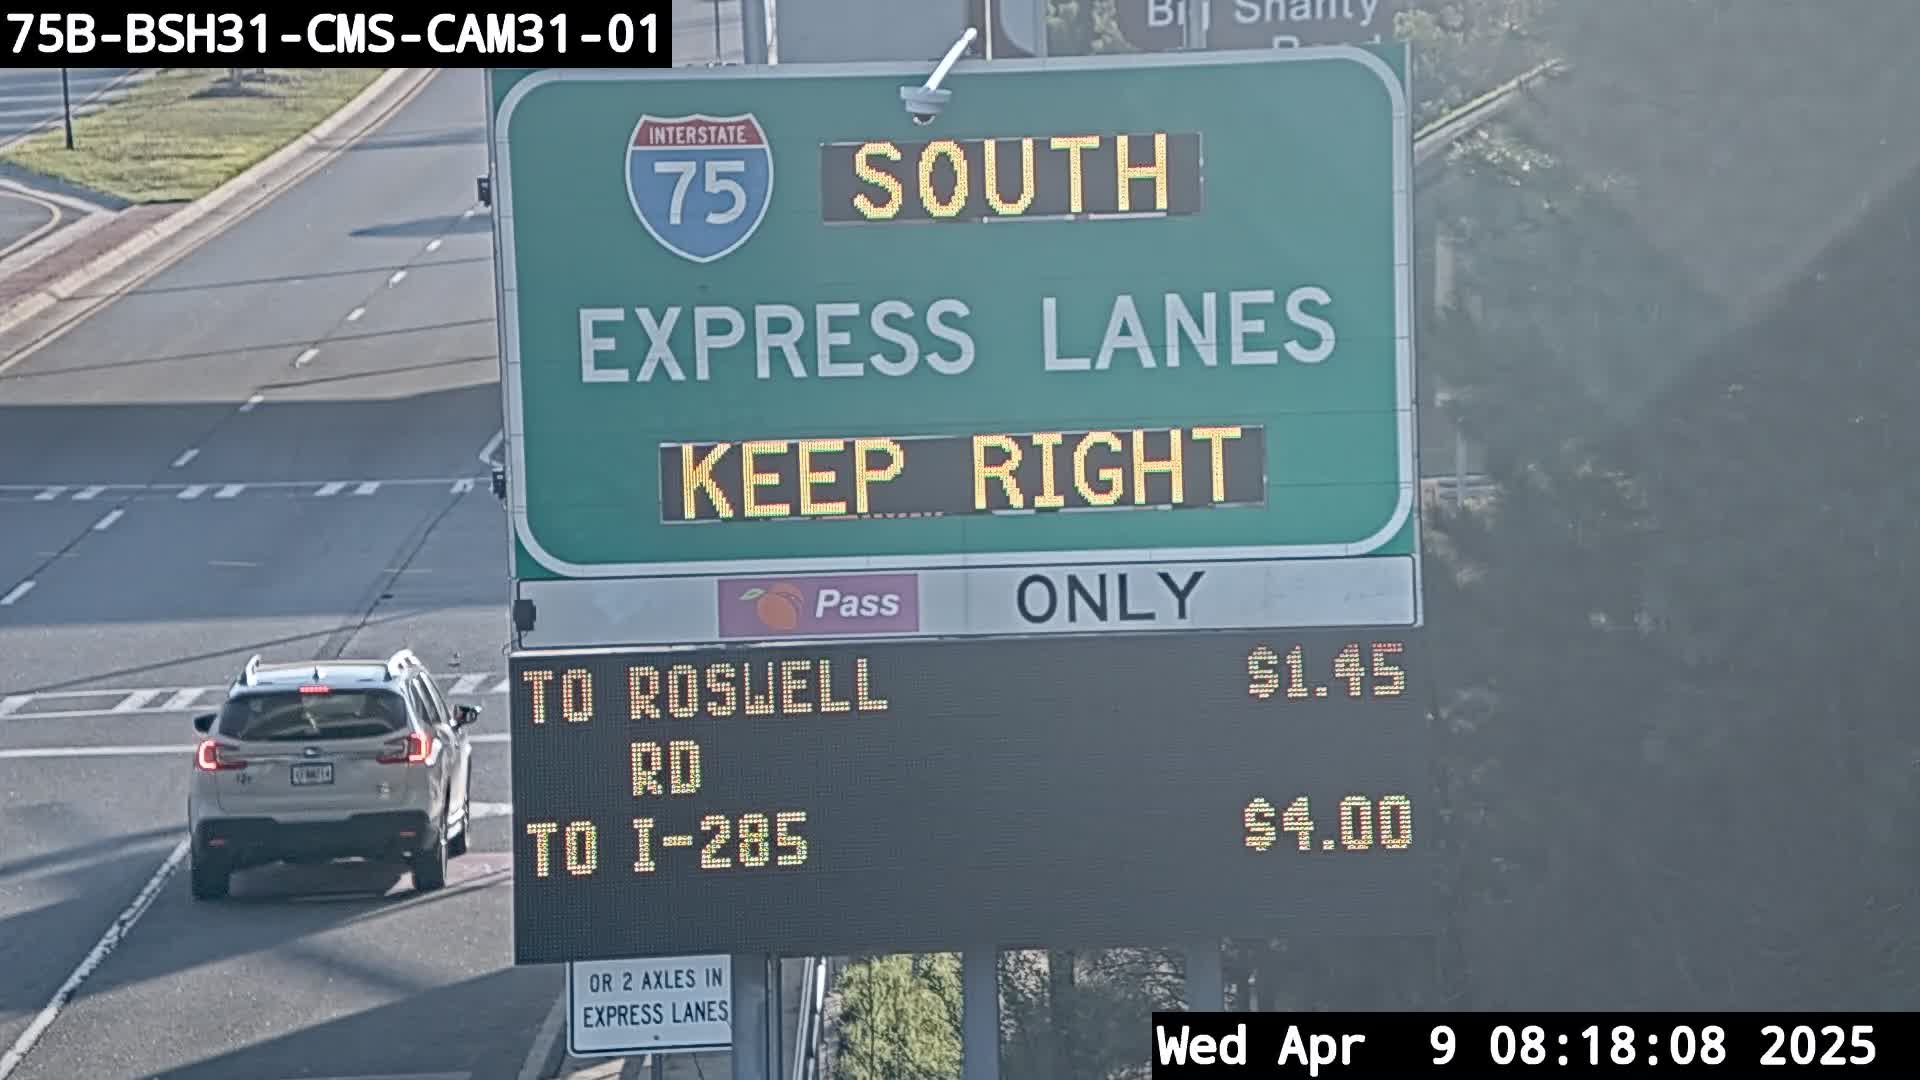 75B-BSH31-CMS-CAM31-01
Shanty
INTERSTATE
75
SOUTH
EXPRESS LANES
KEEP RIGHT
Pass ONLY
TO ROSWELL $1.45
RD
TO I-285 $4.00
OR 2 AXLES IN
EXPRESS LANES
Wed Apr 9 08:18:08 2025